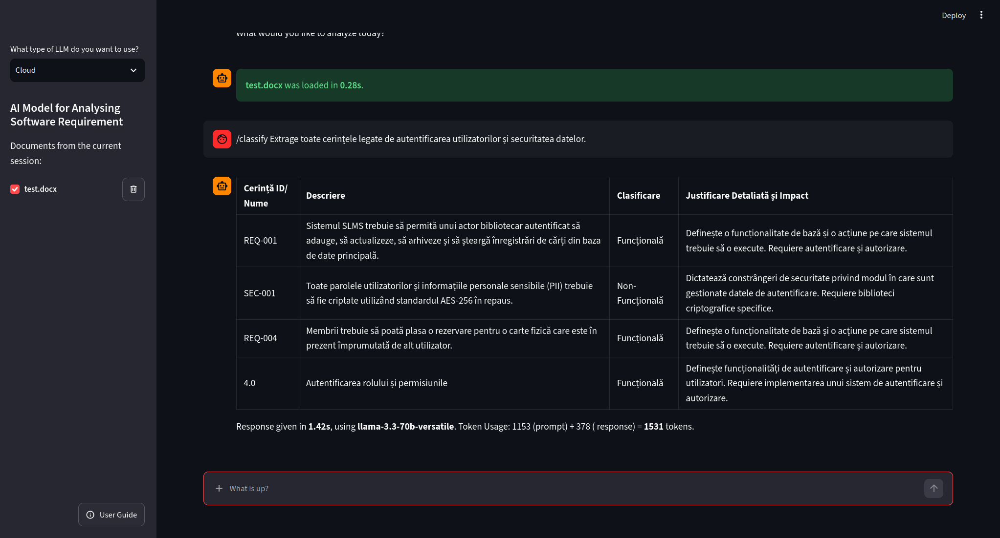 Deploy
What type of LLM do you want to use?
Cloud
AI Model for Analysing
Software Requirement
Documents from the current
session:
test.docx
User Guide
What would you like to analyze today?
test.docx was loaded in 0.28s.
/classify Extrage toate cerințele legate de autentificarea utilizatorilor și securitatea datelor.
Cerință ID/
Nume
Descriere
Clasificare
Justificare Detaliată și Impact
REQ-001
Sistemul SLMS trebuie să permită unui actor bibliotecar autentificat să
adauge, să actualizeze, să arhiveze și să șteargă înregistrări de cărți din baza
de date principală.
Funcțională
Definește o funcționalitate de bază și o acțiune pe care sistemul
trebuie să o execute. Requiere autentificare și autorizare.
SEC-001
Toate parolele utilizatorilor și informațiile personale sensibile (PII) trebuie
să fie criptate utilizând standardul AES-256 în repaus.
Non-
Funcțională
Dictatează constrângeri de securitate privind modul în care sunt
gestionate datele de autentificare. Requiere biblioteci
criptografice specifice.
REQ-004
Membrii trebuie să poată plasa o rezervare pentru o carte fizică care este în
prezent împrumutată de alt utilizator.
Funcțională
Definește o funcționalitate de bază și o acțiune pe care sistemul
trebuie să o execute. Requiere autentificare și autorizare.
4.0
Autentificarea rolului și permisiunile
Funcțională
Definește funcționalități de autentificare și autorizare pentru
utilizatori. Requiere implementarea unui sistem de autentificare și
autorizare.
Response given in 1.42s, using llama-3.3-70b-versatile. Token Usage: 1153 (prompt) + 378 ( response) = 1531 tokens.
What is up?